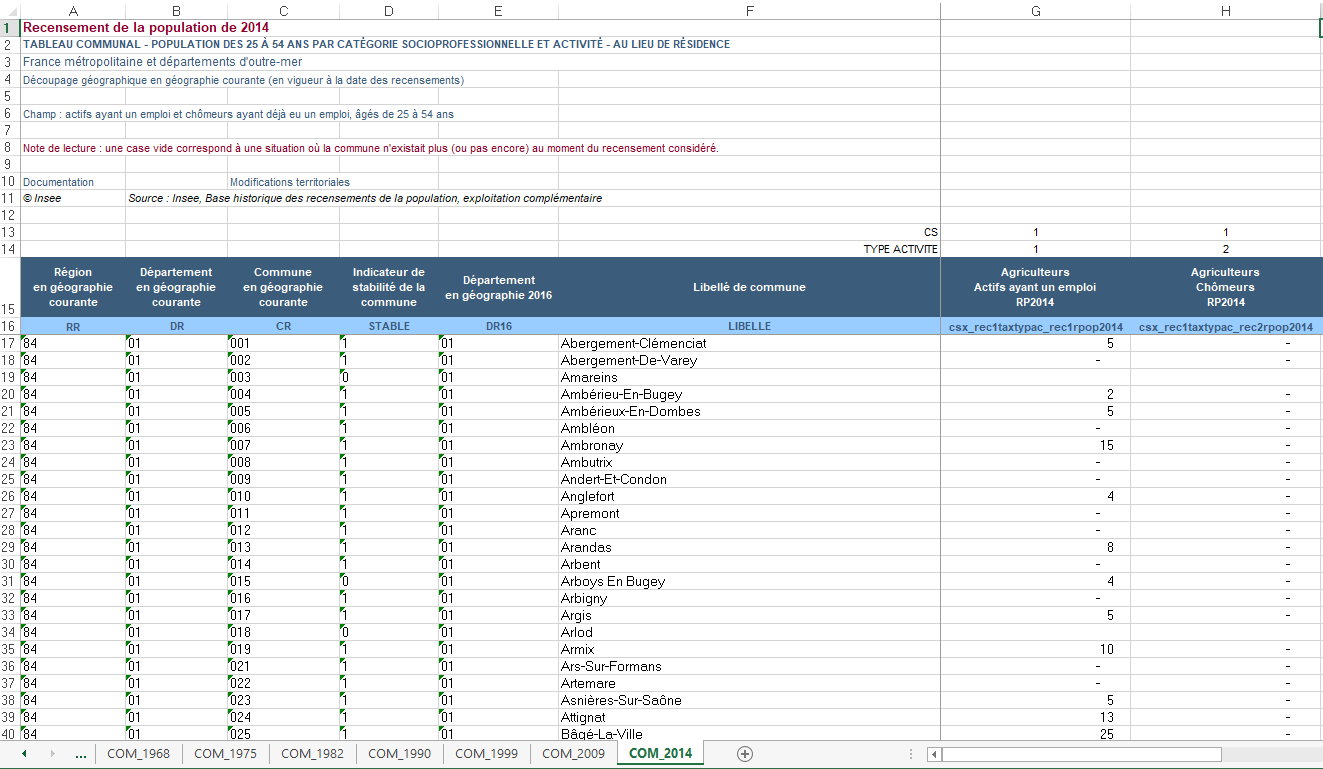 A B C D E F G H
1 Recensement de la population de 2014
2 TABLEAU COMMUNAL - POPULATION DES 25 À 54 ANS PAR CATÉGORIE SOCIOPROFESSIONNELLE ET ACTIVITÉ - AU LIEU DE RÉSIDENCE
3 France métropolitaine et départements d'outre-mer
4 Découpage géographique en géographie courante (en vigueur à la date des recensements)
5
6 Champ : actifs ayant un emploi et chômeurs ayant déjà eu un emploi, âgés de 25 à 54 ans
7
8 Note de lecture : une case vide correspond à une situation où la commune n'existait plus (ou pas encore) au moment du recensement considéré.
9
10 Documentation Modifications territoriales
11 © Insee Source : Insee, Base historique des recensements de la population, exploitation complémentaire
12
13 CS 1 1
14 TYPE ACTIVITE 1 2
Région Département Commune Indicateur de Département Libellé de commune Agriculteurs Agriculteurs
en géographie en géographie en géographie stabilité de la en géographie 2016 Actifs ayant un emploi Chômeurs
15 courante courante courante commune RP2014 RP2014
16 RR DR CR STABLE DR16 LIBELLE csx_rec1taxtypac_rec1rpop2014 csx_rec1taxtypac_rec2rpop2014
17 84 01 001 1 01 Abergement-Clémenciat 5 -
18 84 01 002 1 01 Abergement-De-Varey - -
19 84 01 003 0 01 Amareins
20 84 01 004 1 01 Ambérieu-En-Bugey 2 -
21 84 01 005 1 01 Ambérieux-En-Dombes 5 -
22 84 01 006 1 01 Ambléon - -
23 84 01 007 1 01 Ambronay 15 -
24 84 01 008 1 01 Ambutrix - -
25 84 01 009 1 01 Andert-Et-Condon - -
26 84 01 010 1 01 Anglefort 4 -
27 84 01 011 1 01 Apremont - -
28 84 01 012 1 01 Aranc - -
29 84 01 013 1 01 Arandas 8 -
30 84 01 014 1 01 Arbent - -
31 84 01 015 0 01 Arboys En Bugey 4 -
32 84 01 016 1 01 Arbigny - -
33 84 01 017 1 01 Argis 5 -
34 84 01 018 0 01 Arlod
35 84 01 019 1 01 Armix 10 -
36 84 01 021 1 01 Ars-Sur-Formans - -
37 84 01 022 1 01 Artemare - -
38 84 01 023 1 01 Asnières-Sur-Saône 5 -
39 84 01 024 1 01 Attignat 13 -
40 84 01 025 1 01 Bâgé-La-Ville 25 -
... COM_1968 COM_1975 COM_1982 COM_1990 COM_1999 COM_2009 COM_2014